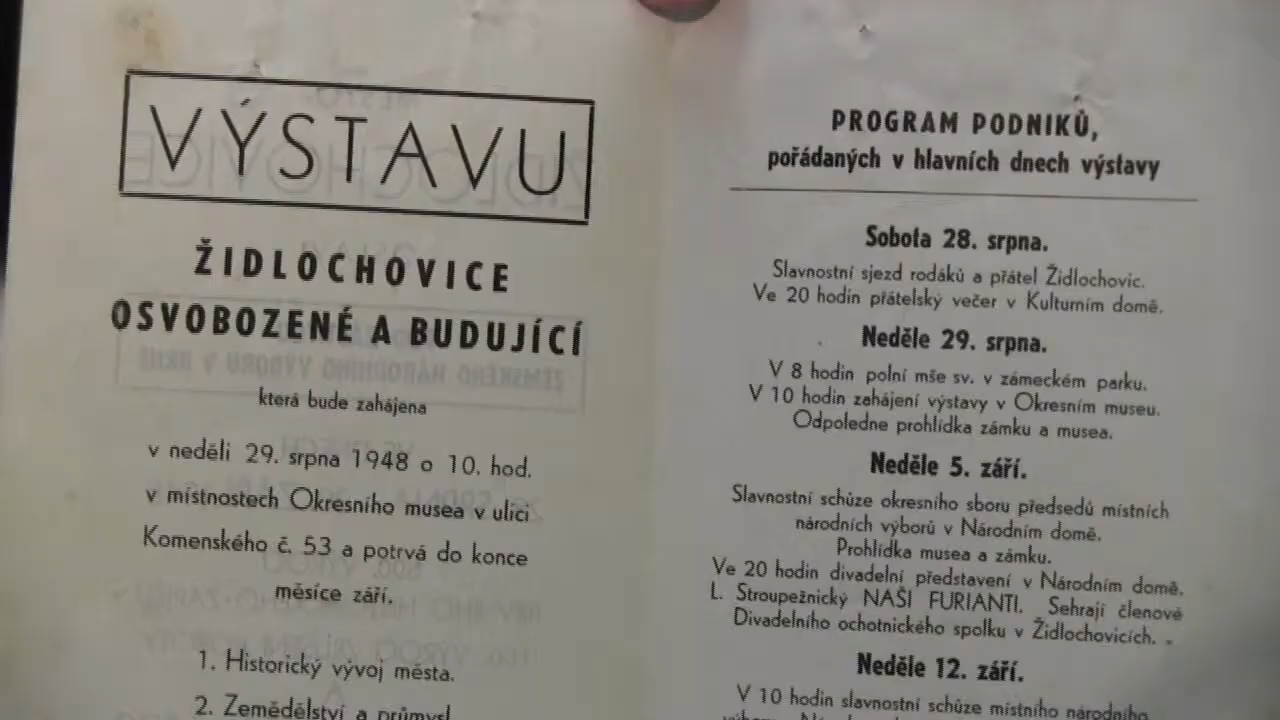 VÝSTAVU
ŽIDLOCHOVICE
OSVOBOZENÉ A BUDUJÍCÍ
která bude zahájena
v neděli 29. srpna 1948 o 10. hod.
v místnostech Okresního musea v ulici
Komenského č. 53 a potrvá do konce
měsíce září.
1. Historický vývoj města.
2. Zemědělství a průmysl
PROGRAM PODNIKŮ,
pořádaných v hlavních dnech výstavy
Sobota 28. srpna.
Slavnostní sjezd rodáků a přátel Židlochovic.
Ve 20 hodin přátelský večer v Kulturním domě.
Neděle 29. srpna.
V 8 hodin polní mše sv. v zámeckém parku.
V 10 hodin zahájení výstavy v Okresním museu.
Odpoledne prohlídka zámku a musea.
Neděle 5. září.
Slavnostní schůze okresního sboru předsedů místních
národních výborů v Národním domě.
Prohlídka musea a zámku.
Ve 20 hodin divadelní představení v Národním domě.
L. Stroupežnický NAŠI FURIANTI. Sehrají členové
Divadelního ochotnického spolku v Židlochovicích.
Neděle 12. září.
V 10 hodin slavnostní schůze místního národního